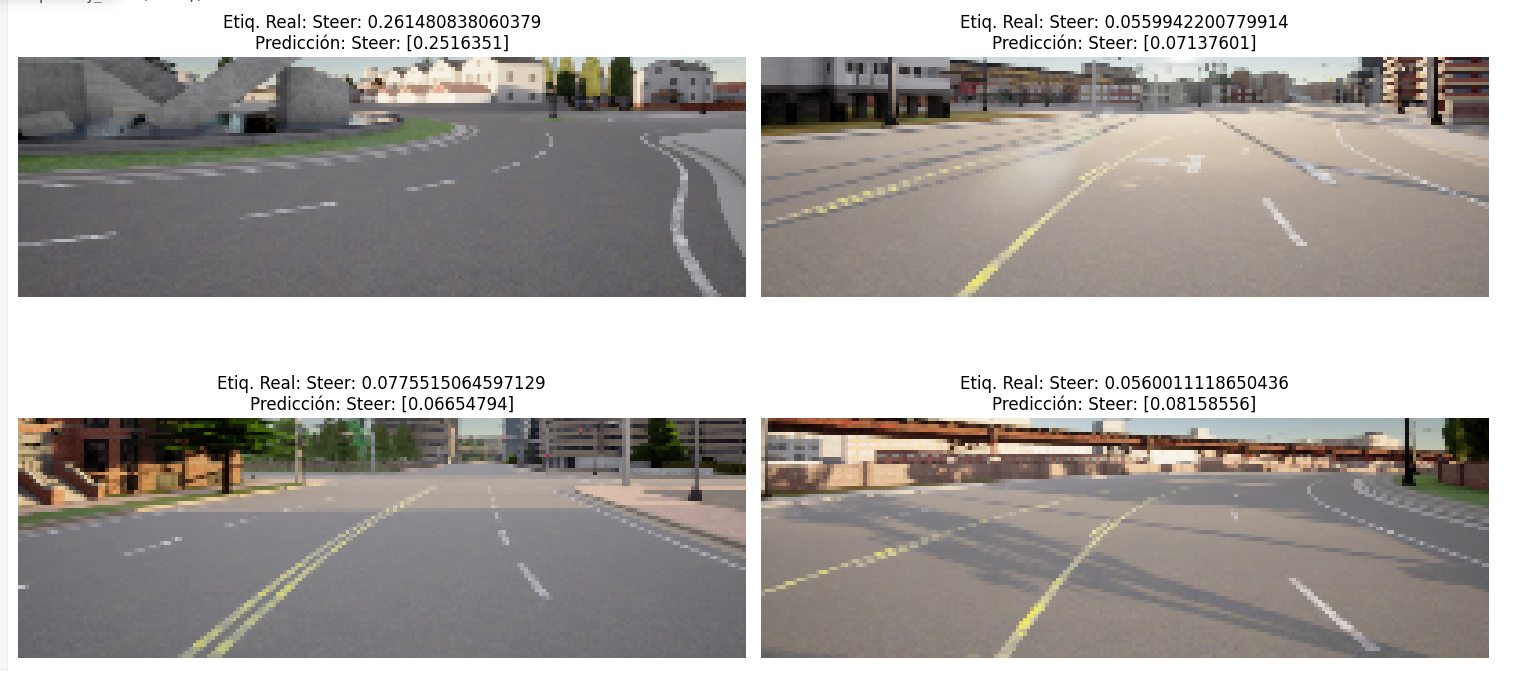 Etiq. Real: Steer: 0.261480838060379
Predicción: Steer: [0.2516351]
Etiq. Real: Steer: 0.0559942200779914
Predicción: Steer: [0.07137601]
Etiq. Real: Steer: 0.0775515064597129
Predicción: Steer: [0.06654794]
Etiq. Real: Steer: 0.0560011118650436
Predicción: Steer: [0.08158556]